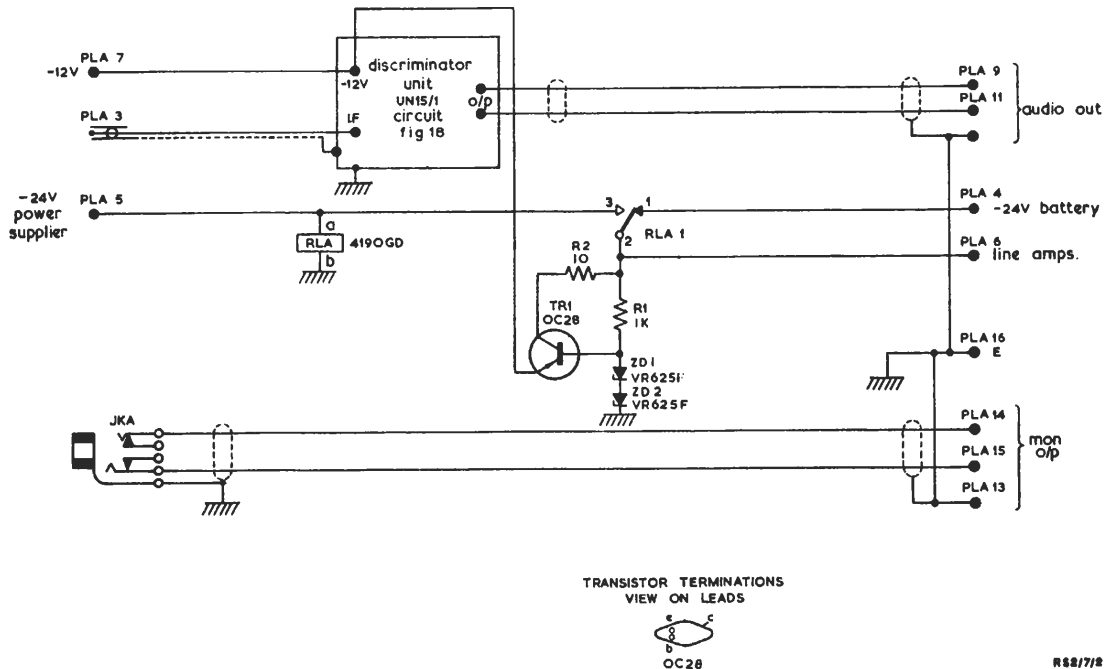 PLA 7
-12V
-12V
discriminator
unit
UN15/1
circuit
fig 18
o/p
I.F
PLA 3
PLA 9
PLA 11
audio out
-24V
power
supplier
PLA 5
a
RLA
b
4190GD
3
1
2
RLA 1
PLA 4
-24V battery
PLA 6
line amps.
R2
10
R1
1K
TR1
OC28
ZD1
VR625F
ZD2
VR625F
PLA 16
E
JKA
PLA 14
PLA 15
PLA 13
mon
o/p
TRANSISTOR TERMINATIONS
VIEW ON LEADS
e
c
b
OC28
RS2/7/2